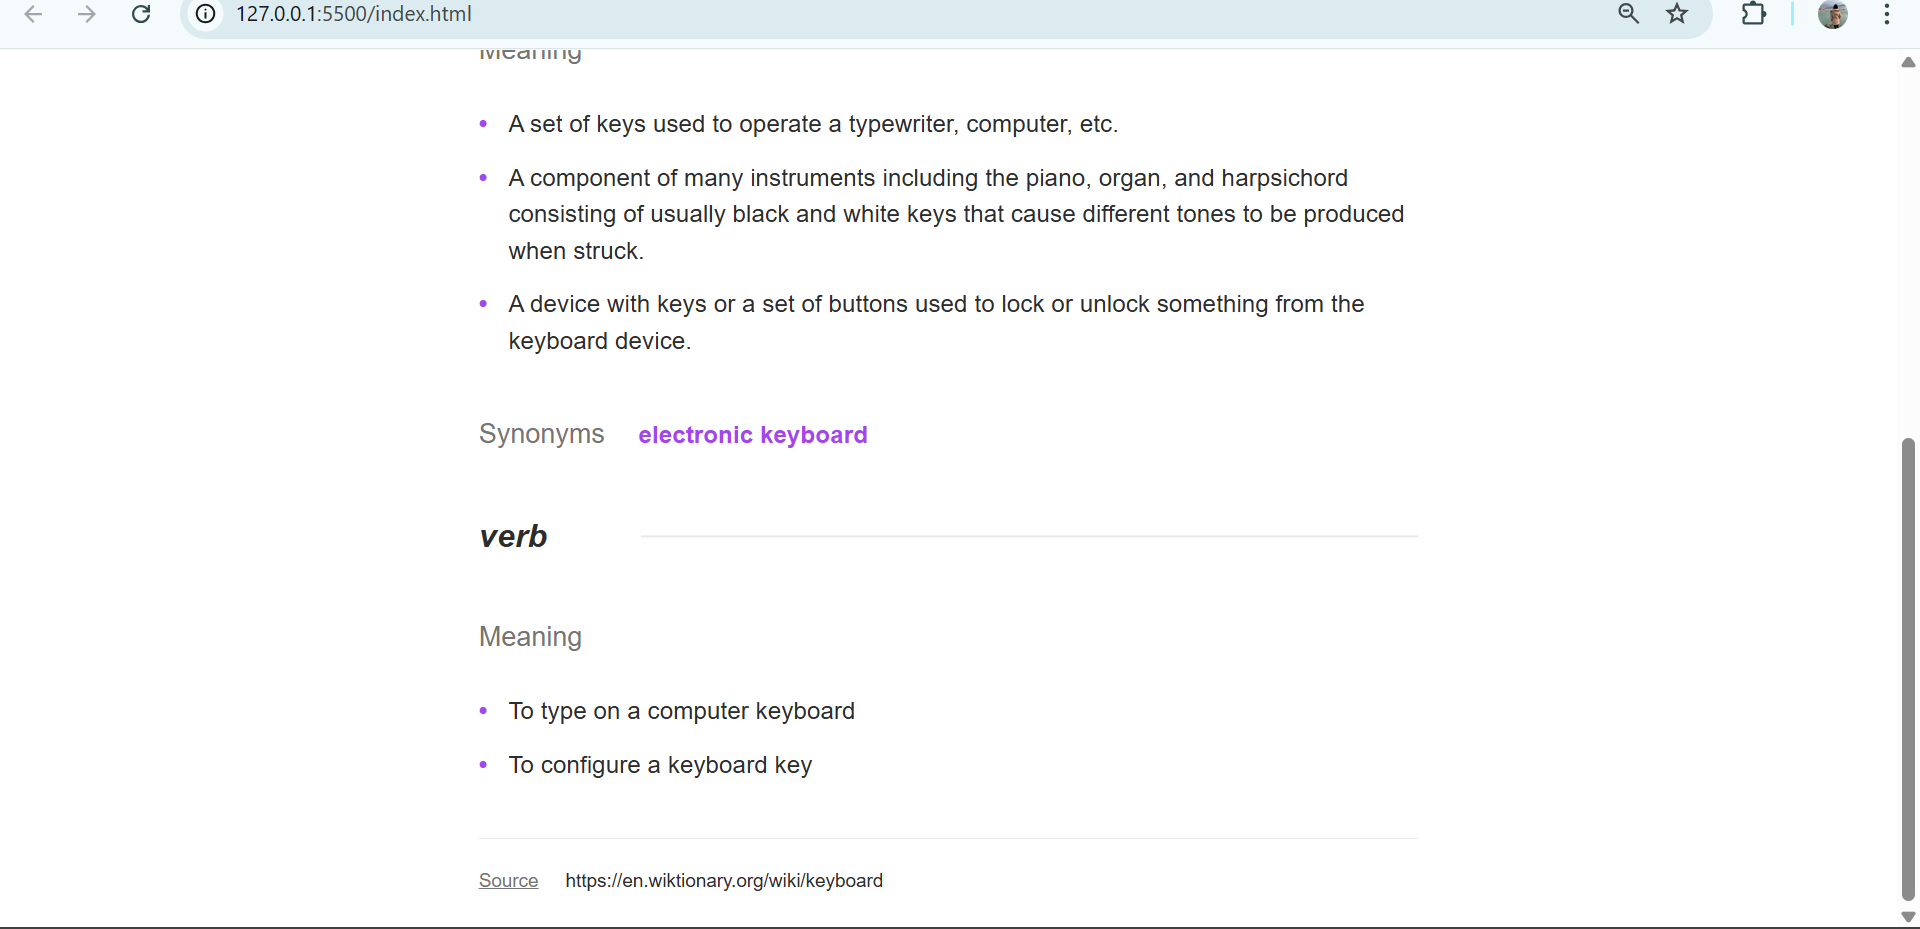 127.0.0.1:5500/index.html
Meaning
• A set of keys used to operate a typewriter, computer, etc.
• A component of many instruments including the piano, organ, and harpsichord
consisting of usually black and white keys that cause different tones to be produced
when struck.
• A device with keys or a set of buttons used to lock or unlock something from the
keyboard device.
Synonyms electronic keyboard
verb
Meaning
• To type on a computer keyboard
• To configure a keyboard key
Source https://en.wiktionary.org/wiki/keyboard